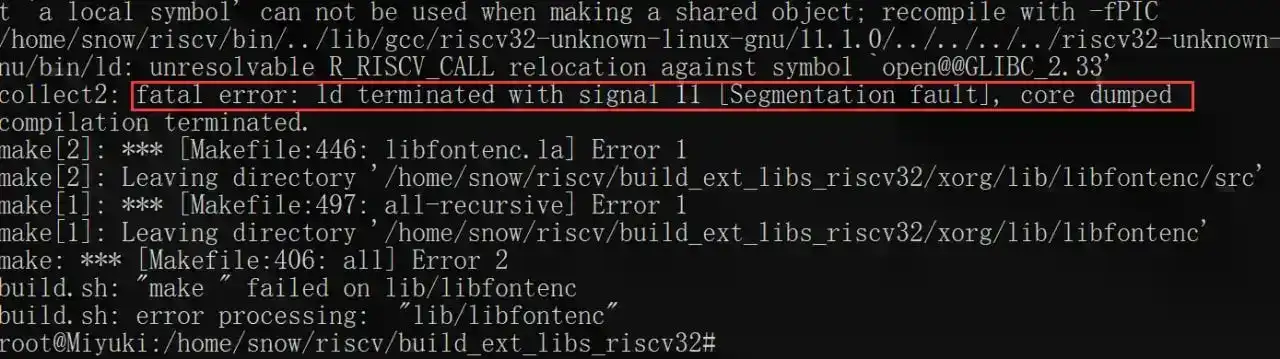 t `a local symbol' can not be used when making a shared object; recompile with -fPIC
/home/snow/riscv/bin/../lib/gcc/riscv32-unknown-linux-gnu/11.1.0/../../../../riscv32-unknown-
nu/bin/ld: unresolvable R_RISCV_CALL relocation against symbol `open@@GLIBC_2.33'
collect2: fatal error: ld terminated with signal 11 [Segmentation fault], core dumped
compilation terminated.
make[2]: *** [Makefile:446: libfontenc.la] Error 1
make[2]: Leaving directory '/home/snow/riscv/build_ext_libs_riscv32/xorg/lib/libfontenc/src'
make[1]: *** [Makefile:497: all-recursive] Error 1
make[1]: Leaving directory '/home/snow/riscv/build_ext_libs_riscv32/xorg/lib/libfontenc'
make: *** [Makefile:406: all] Error 2
build.sh: "make " failed on lib/libfontenc
build.sh: error processing:  "lib/libfontenc"
root@Miyuki:/home/snow/riscv/build_ext_libs_riscv32#